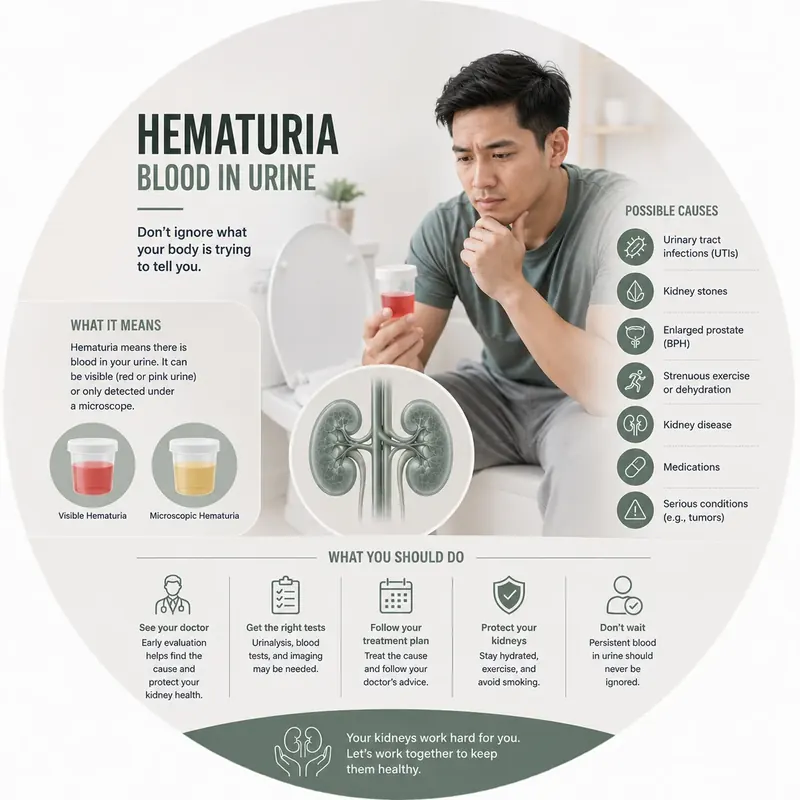 HEMATURIA
BLOOD IN URINE
Don't ignore what
your body is trying
to tell you.
WHAT IT MEANS
Hematuria means there is
blood in your urine. It can
be visible (red or pink urine)
or only detected under
a microscope.
Visible Hematuria
Microscopic Hematuria
POSSIBLE CAUSES
Urinary tract
infections (UTIs)
Kidney stones
Enlarged prostate
(BPH)
Strenuous exercise
or dehydration
Kidney disease
Medications
Serious conditions
(e.g., tumors)
WHAT YOU SHOULD DO
See your doctor
Early evaluation
helps find the
cause and
protect your
kidney health.
Get the right tests
Urinalysis, blood
tests, and imaging
may be needed.
Follow your
treatment plan
Treat the cause
and follow your
doctor's advice.
Protect your
kidneys
Stay hydrated,
exercise, and
avoid smoking.
Don't wait
Persistent blood
in urine should
never be
ignored.
Your kidneys work hard for you.
Let's work together to keep
them healthy.